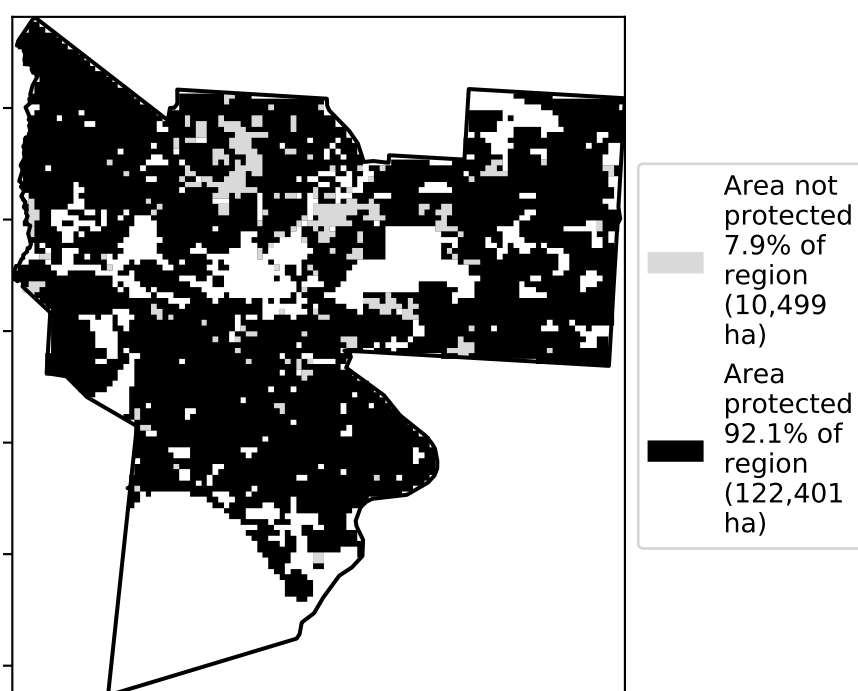 Area not
protected
7.9% of
region
(10,499
ha)
Area
protected
92.1% of
region
(122,401
ha)